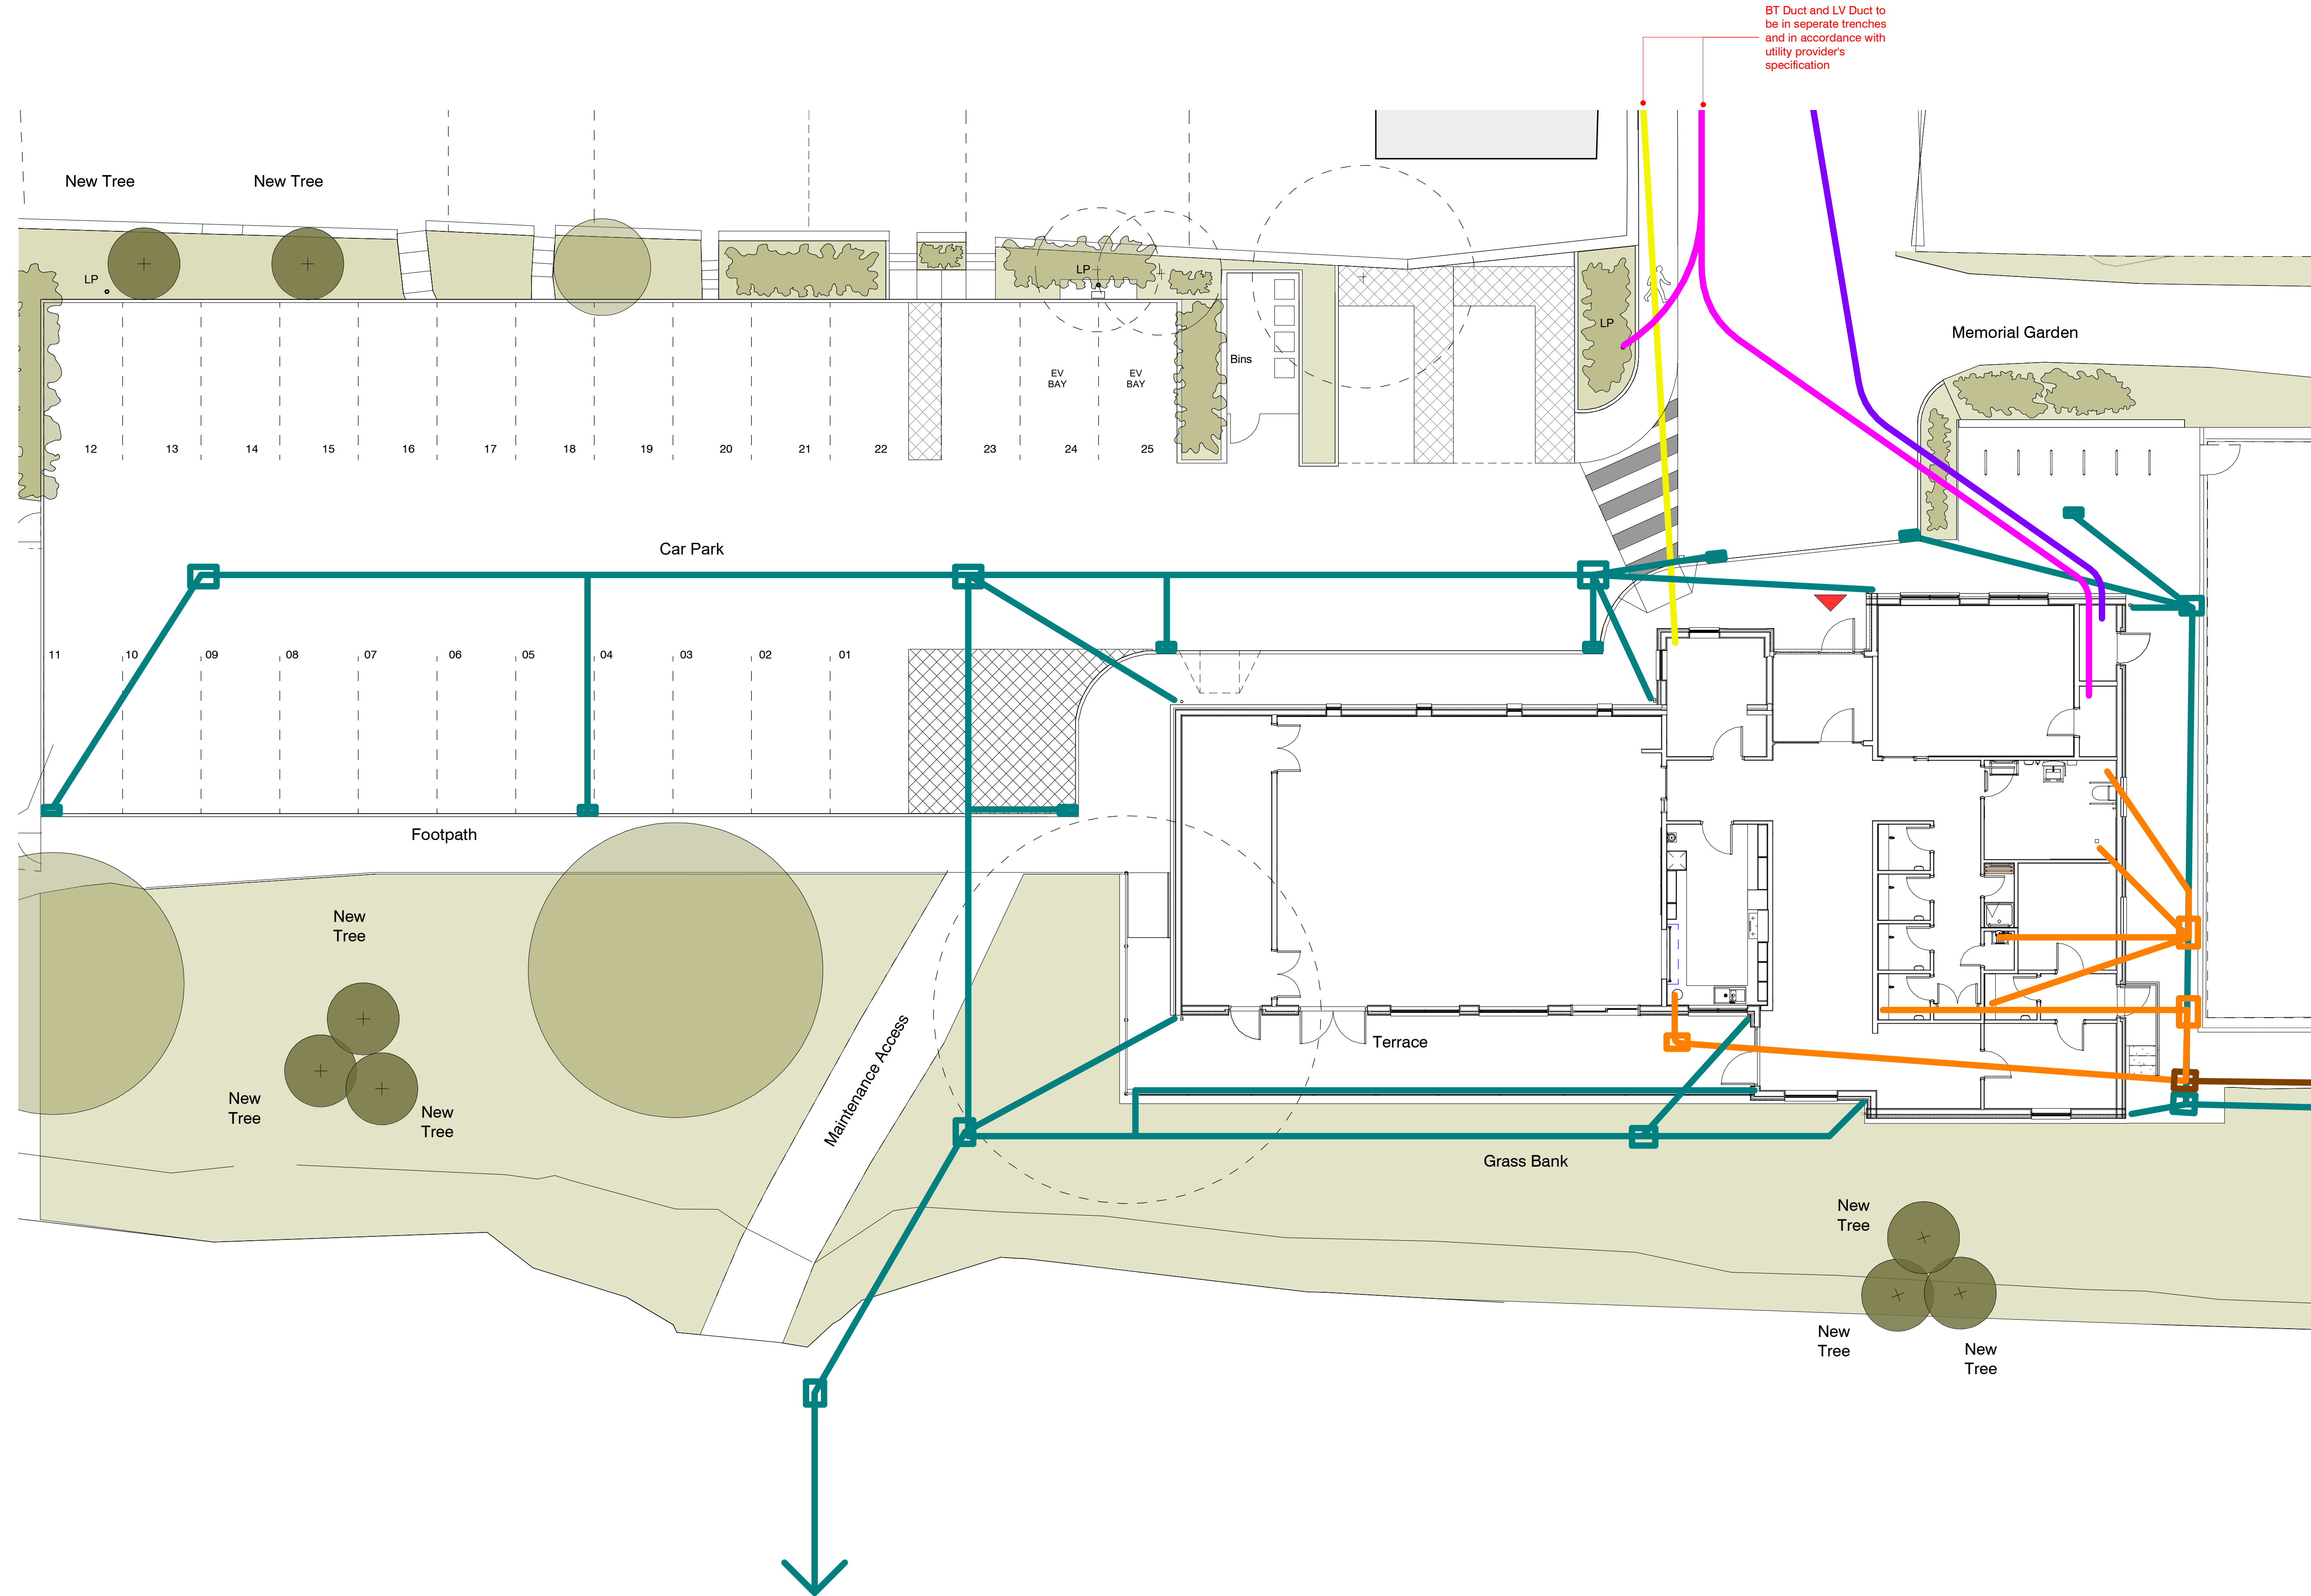 BT Duct and LV Duct to
be in seperate trenches
and in accordance with
utility provider's
specification
New Tree
New Tree
LP
LP
LP
Memorial Garden
Bins
EV
BAY
EV
BAY
12
13
14
15
16
17
18
19
20
21
22
23
24
25
Car Park
11
10
09
08
07
06
05
04
03
02
01
Footpath
New
Tree
New
Tree
New
Tree
Maintenance Access
Terrace
Grass Bank
New
Tree
New
Tree
New
Tree